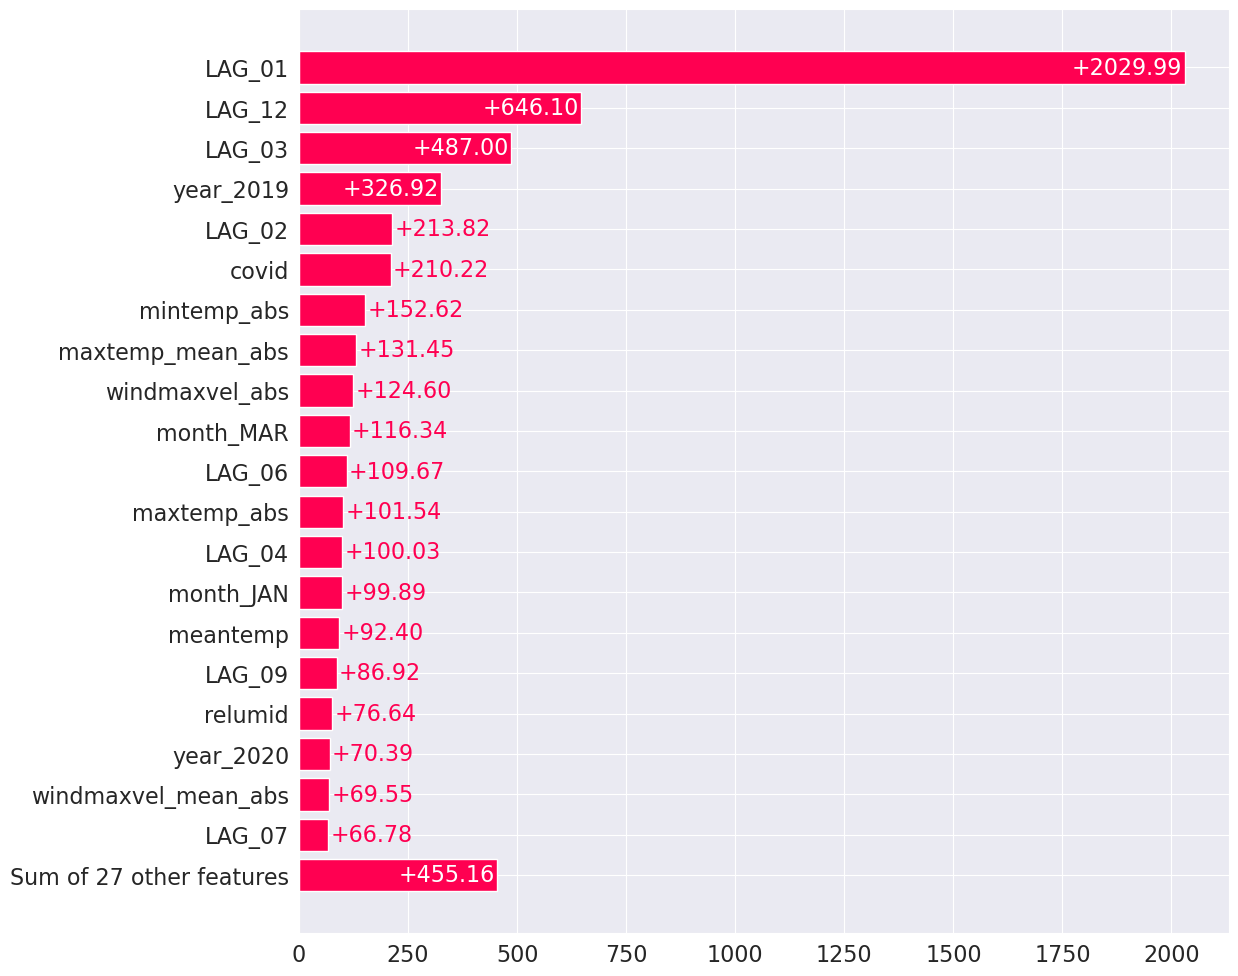 LAG_01 +2029.99
LAG_12 +646.10
LAG_03 +487.00
year_2019 +326.92
LAG_02 +213.82
covid +210.22
mintemp_abs +152.62
maxtemp_mean_abs +131.45
windmaxvel_abs +124.60
month_MAR +116.34
LAG_06 +109.67
maxtemp_abs +101.54
LAG_04 +100.03
month_JAN +99.89
meantemp +92.40
LAG_09 +86.92
relumid +76.64
year_2020 +70.39
windmaxvel_mean_abs +69.55
LAG_07 +66.78
Sum of 27 other features +455.16
0 250 500 750 1000 1250 1500 1750 2000